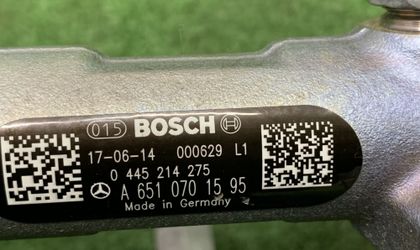 015 BOSCH
17-06-14 000629 L1
0 445 214 275
A 651 070 15 95
Made in Germany